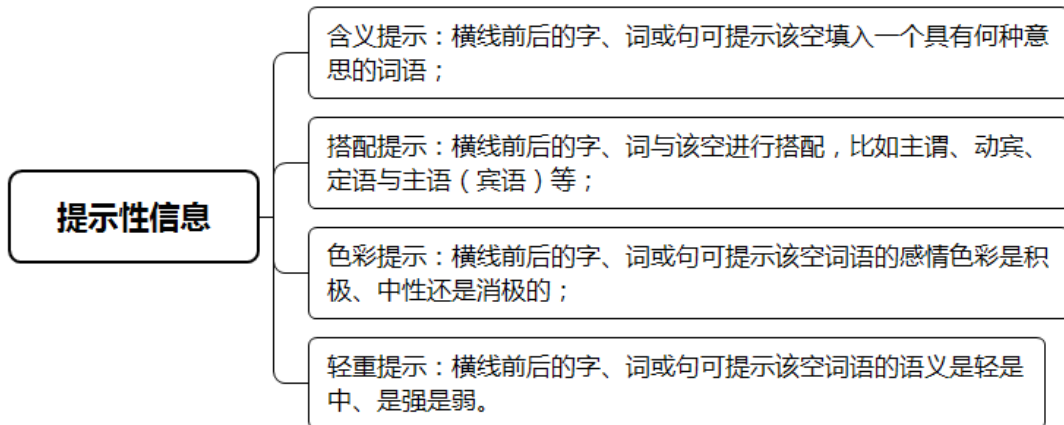 提示性信息
含义提示：横线前后的字、词或句可提示该空填入一个具有何种意
思的词语；
搭配提示：横线前后的字、词与该空进行搭配，比如主谓、动宾、
定语与主语（宾语）等；
色彩提示：横线前后的字、词或句可提示该空词语的感情色彩是积
极、中性还是消极的；
轻重提示：横线前后的字、词或句可提示该空词语的语义是轻是
中、是强是弱。